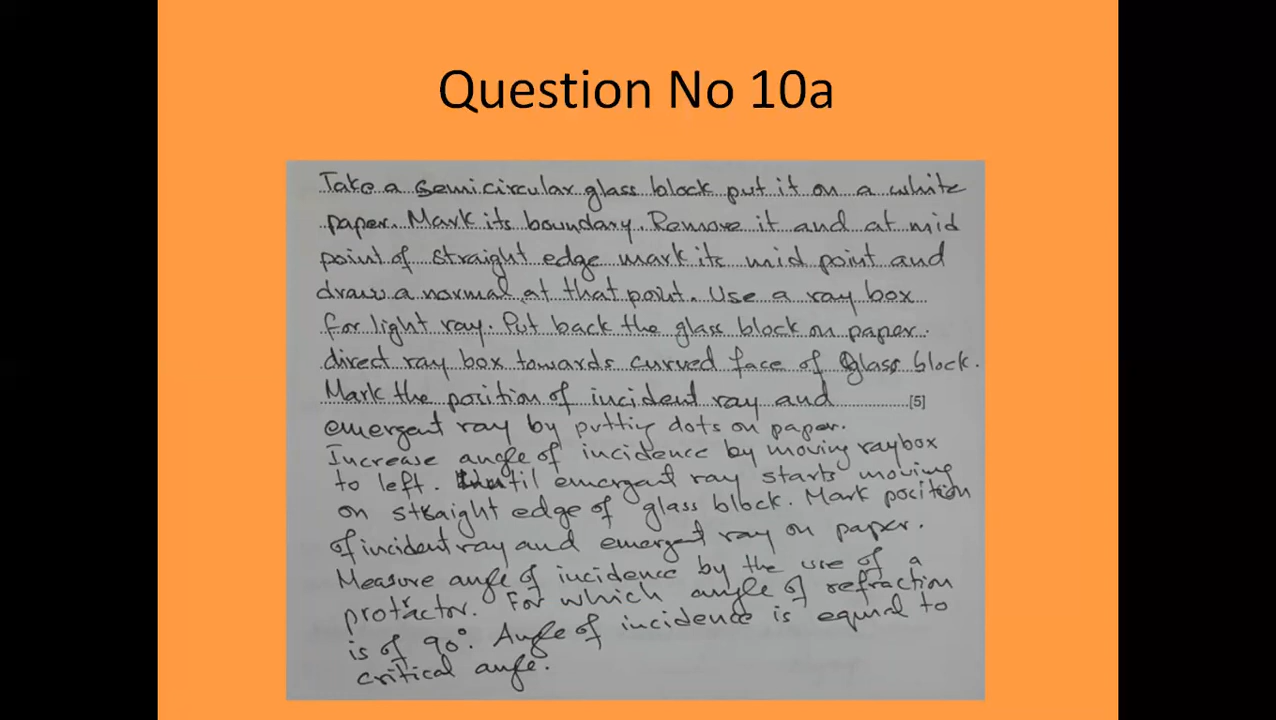 Question No 10a
Take a semicircular glass block put it on a white
paper. Mark its boundary. Remove it and at mid
point of straight edge mark its mid point and
draw a normal at that point. Use a ray box
for light ray. Put back the glass block on paper.
direct ray box towards curved face of glass block.
Mark the position of incident ray and [5]
emergent ray by putting dots on paper.
Increase angle of incidence by moving raybox
to left. Until emergent ray starts moving
on straight edge of glass block. Mark position
of incident ray and emergent ray on paper.
Measure angle of incidence by the use of a
protractor. For which angle of refraction
is of 90°. Angle of incidence is equal to
critical angle.